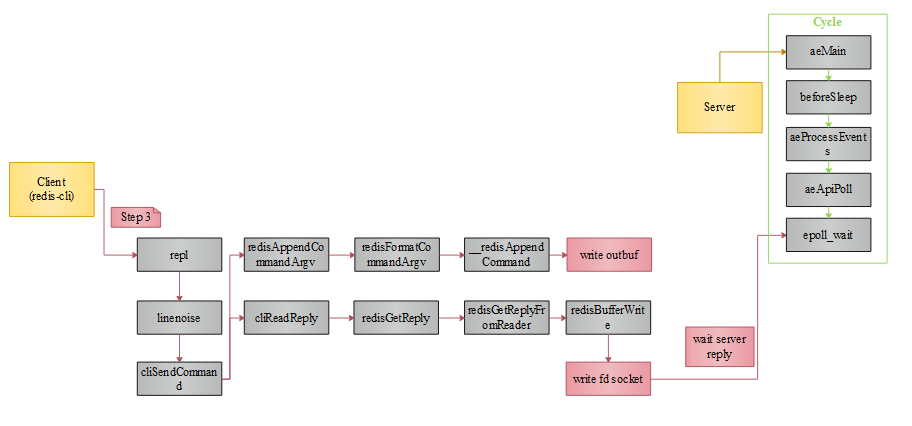 Cycle
aeMain
Server
beforeSleep
aeProcessEvent
s
aeApiPoll
epoll_wait
Client
(redis-cli)
Step 3
repl
redisAppendCo
mmandArgv
redisFormatCo
mmandArgv
__redisAppend
Command
write outbuf
linenoise
cliReadReply
redisGetReply
redisGetReplyFr
omReader
redisBufferWrit
e
wait server
reply
cliSendComman
d
write fd socket